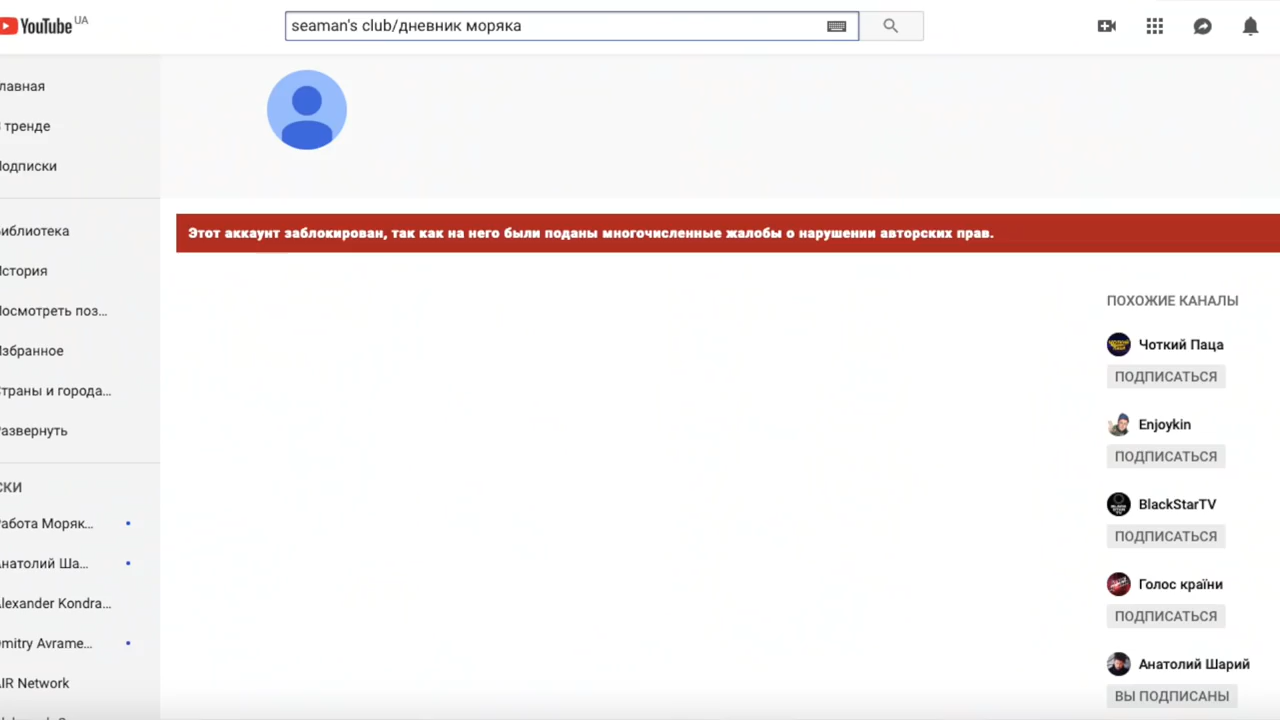 YouTube UA
seaman's club/дневник моряка
лавная
тренде
одписки
иблиотека
стория
осмотреть поз...
збранное
траны и города...
азвернуть
СКИ
абота Моряк...
натолий Ша...
lexander Kondra...
mitry Avrame...
IR Network
Этот аккаунт заблокирован, так как на него были поданы многочисленные жалобы о нарушении авторских прав.
ПОХОЖИЕ КАНАЛЫ
Чоткий Паца
ПОДПИСАТЬСЯ
Enjoykin
ПОДПИСАТЬСЯ
BlackStarTV
ПОДПИСАТЬСЯ
Голос країни
ПОДПИСАТЬСЯ
Анатолий Шарий
ВЫ ПОДПИСАНЫ